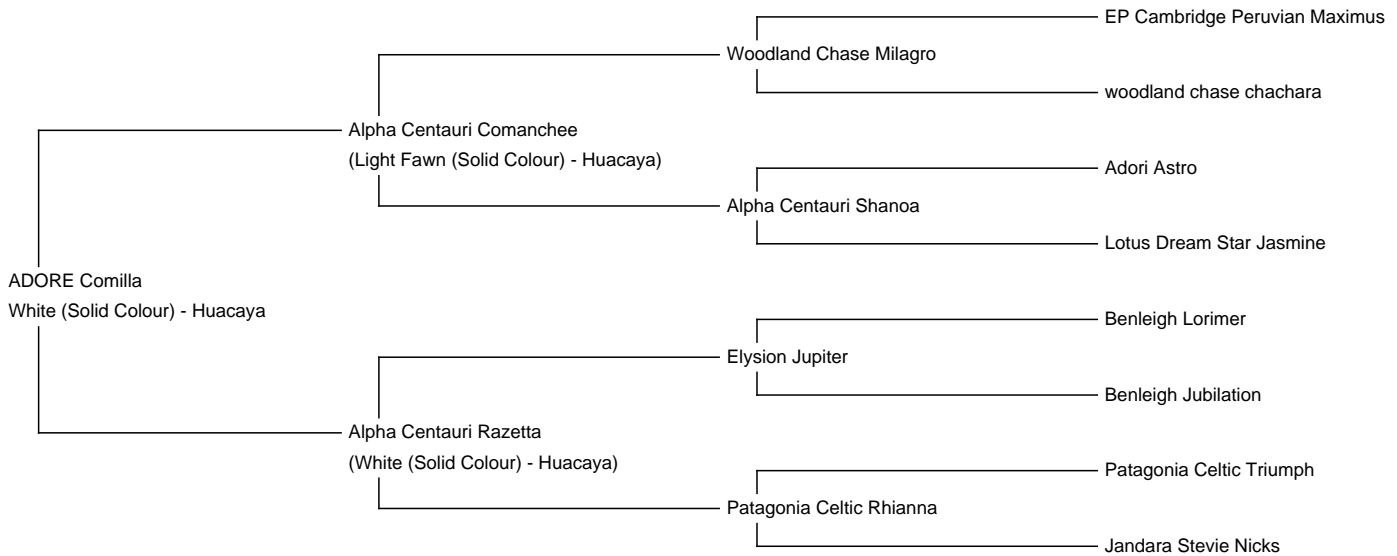 EP Cambridge Peruvian Maximus
Woodland Chase Milagro
woodland chase chachara
Alpha Centauri Comanchee
(Light Fawn (Solid Colour) - Huacaya)
Adori Astro
Alpha Centauri Shanoa
Lotus Dream Star Jasmine
ADORE Comilla
White (Solid Colour) - Huacaya
Benleigh Lorimer
Elysion Jupiter
Benleigh Jubilation
Alpha Centauri Razetta
(White (Solid Colour) - Huacaya)
Patagonia Celtic Triumph
Patagonia Celtic Rhianna
Jandara Stevie Nicks